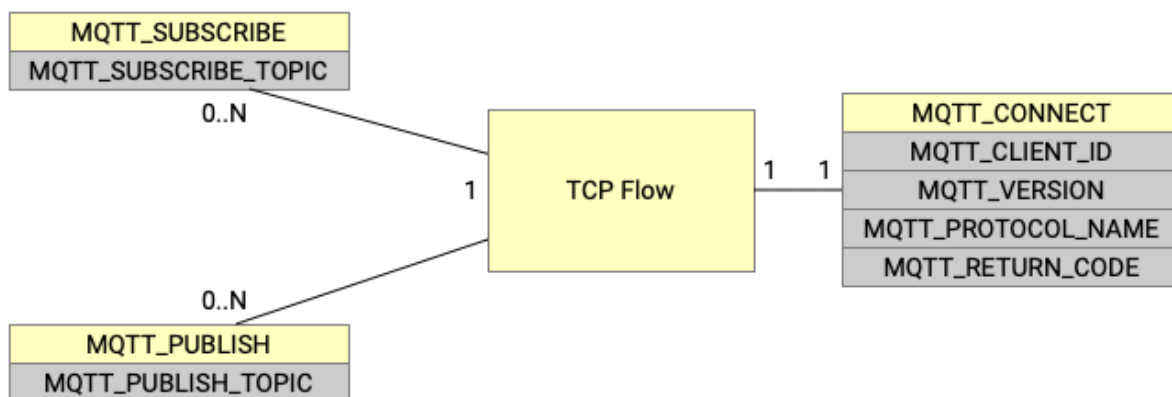 MQTT_SUBSCRIBE
MQTT_SUBSCRIBE_TOPIC
0..N
1
0..N
MQTT_PUBLISH
MQTT_PUBLISH_TOPIC
TCP Flow
1 1
MQTT_CONNECT
MQTT_CLIENT_ID
MQTT_VERSION
MQTT_PROTOCOL_NAME
MQTT_RETURN_CODE